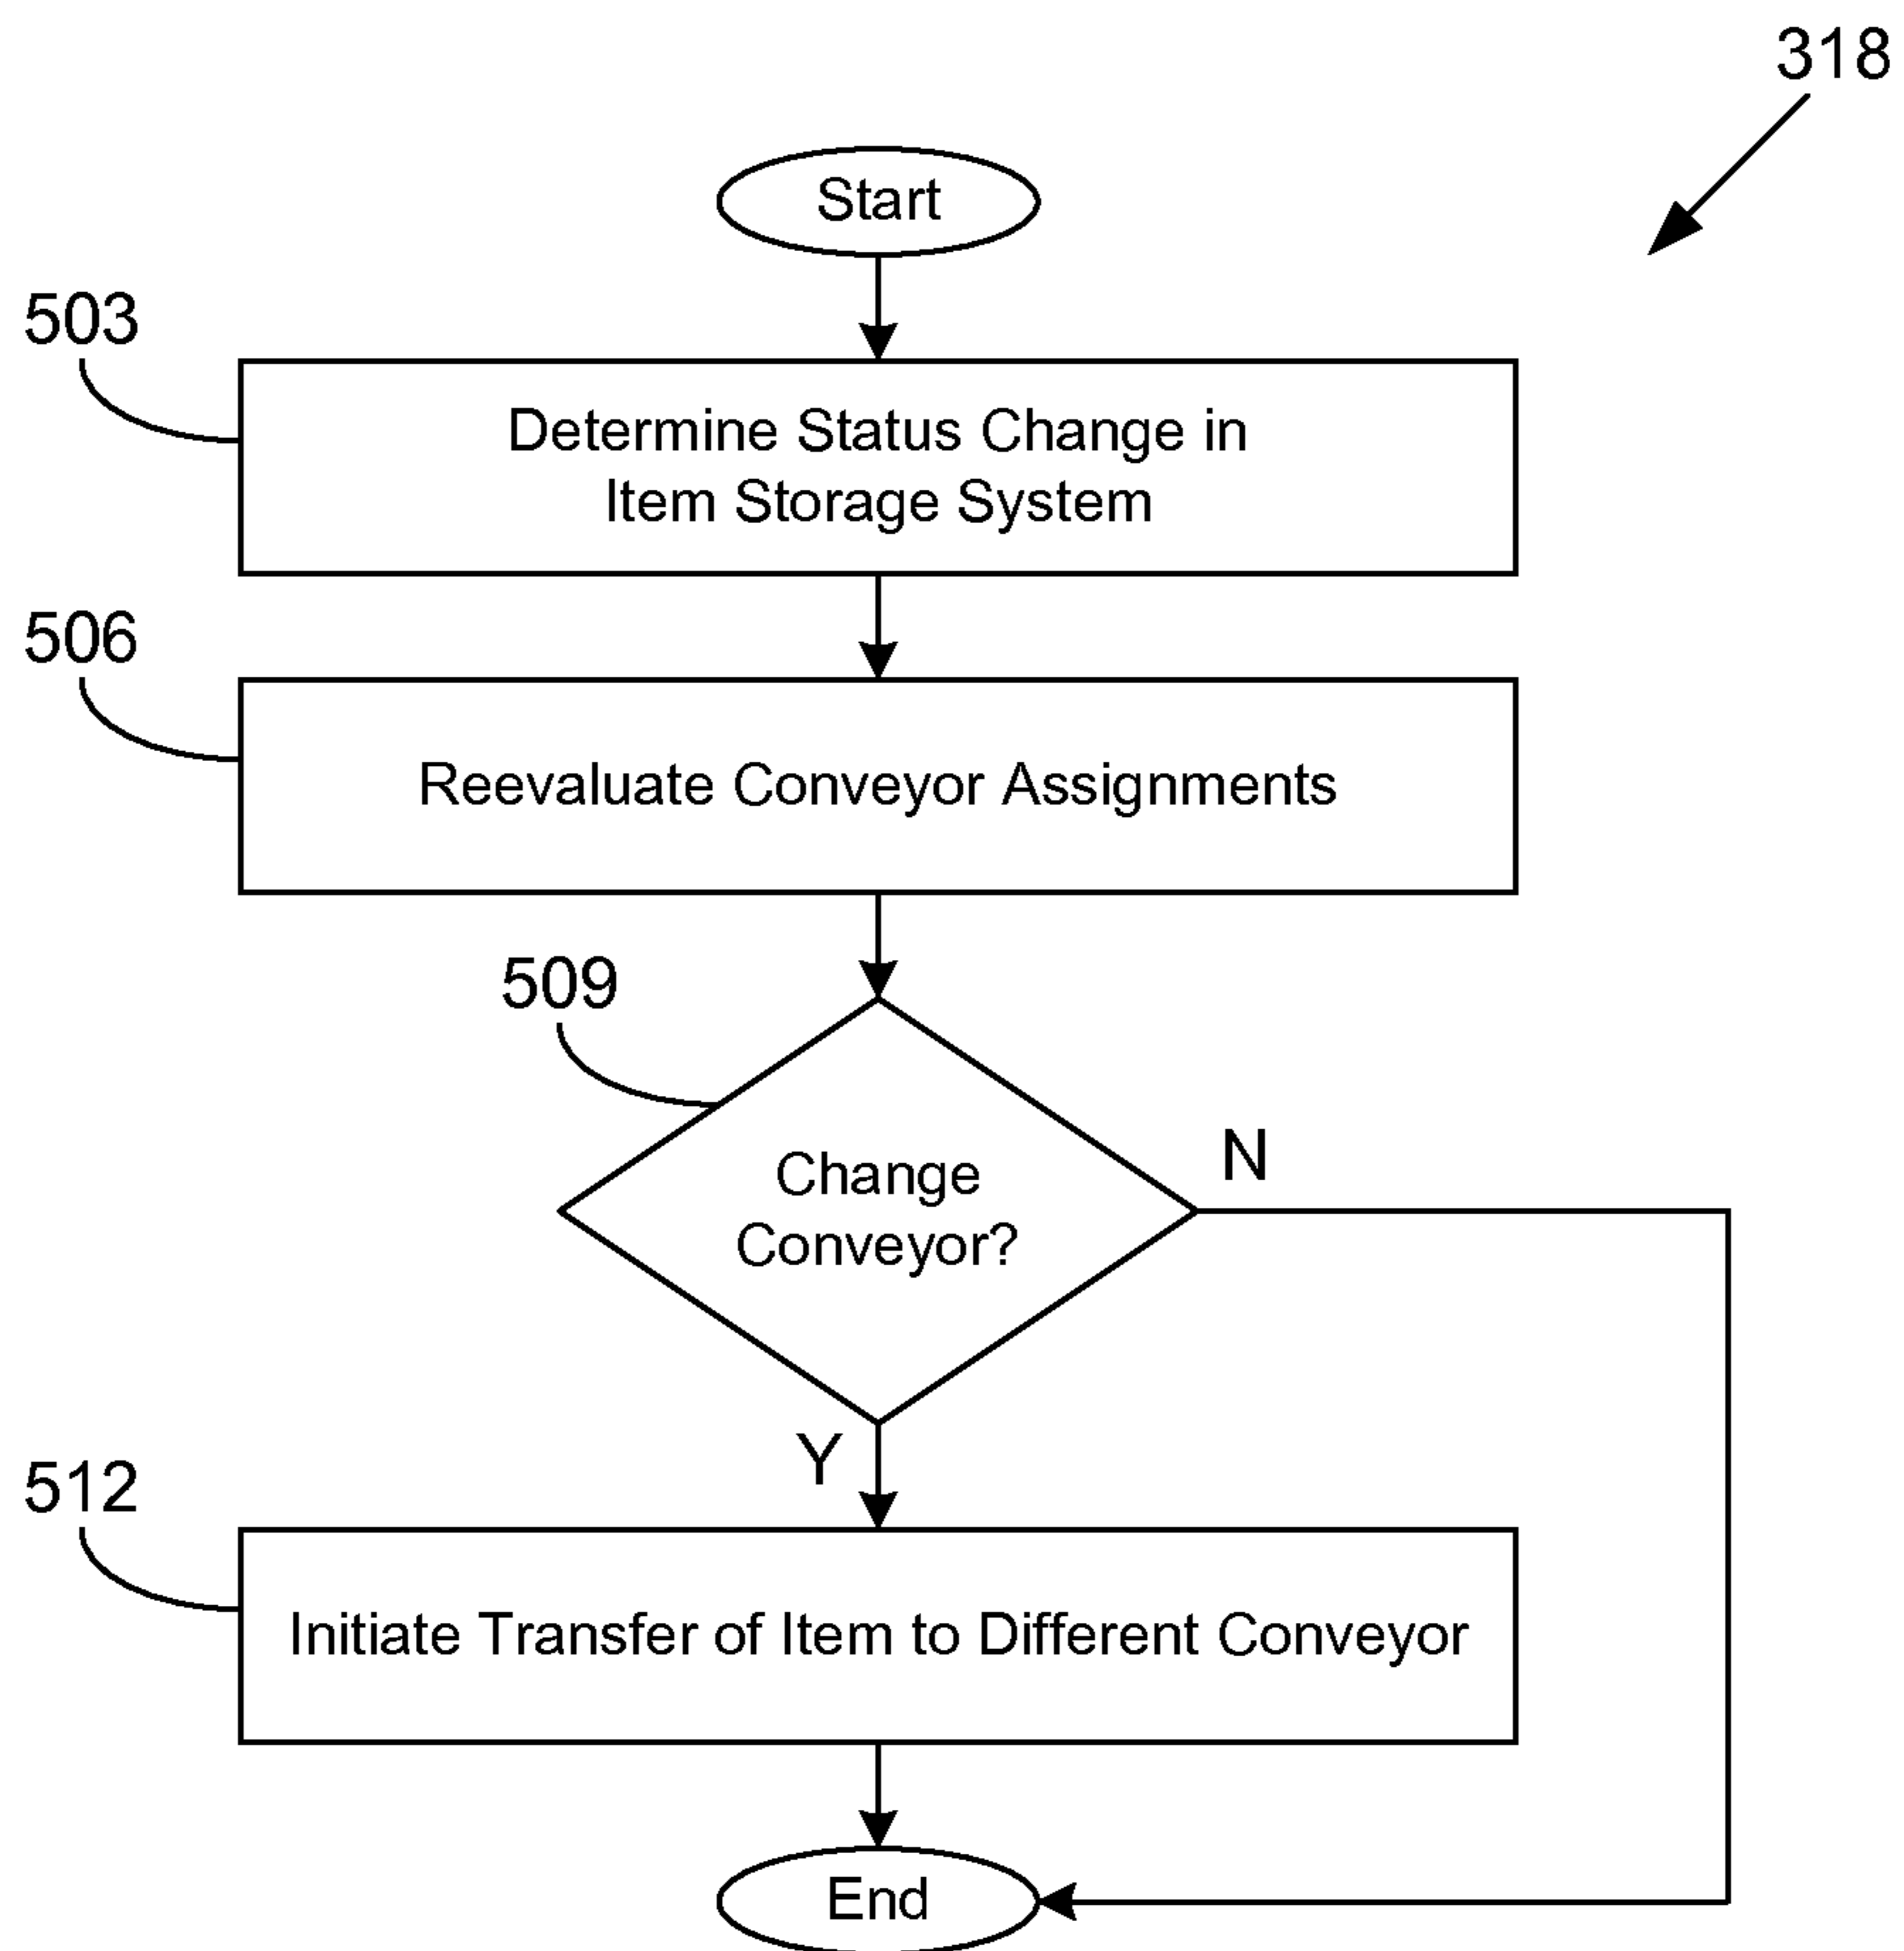 318
Start
503
Determine Status Change in
Item Storage System
506
Reevaluate Conveyor Assignments
509
Change
Conveyor?
N
Y
512
Initiate Transfer of Item to Different Conveyor
End